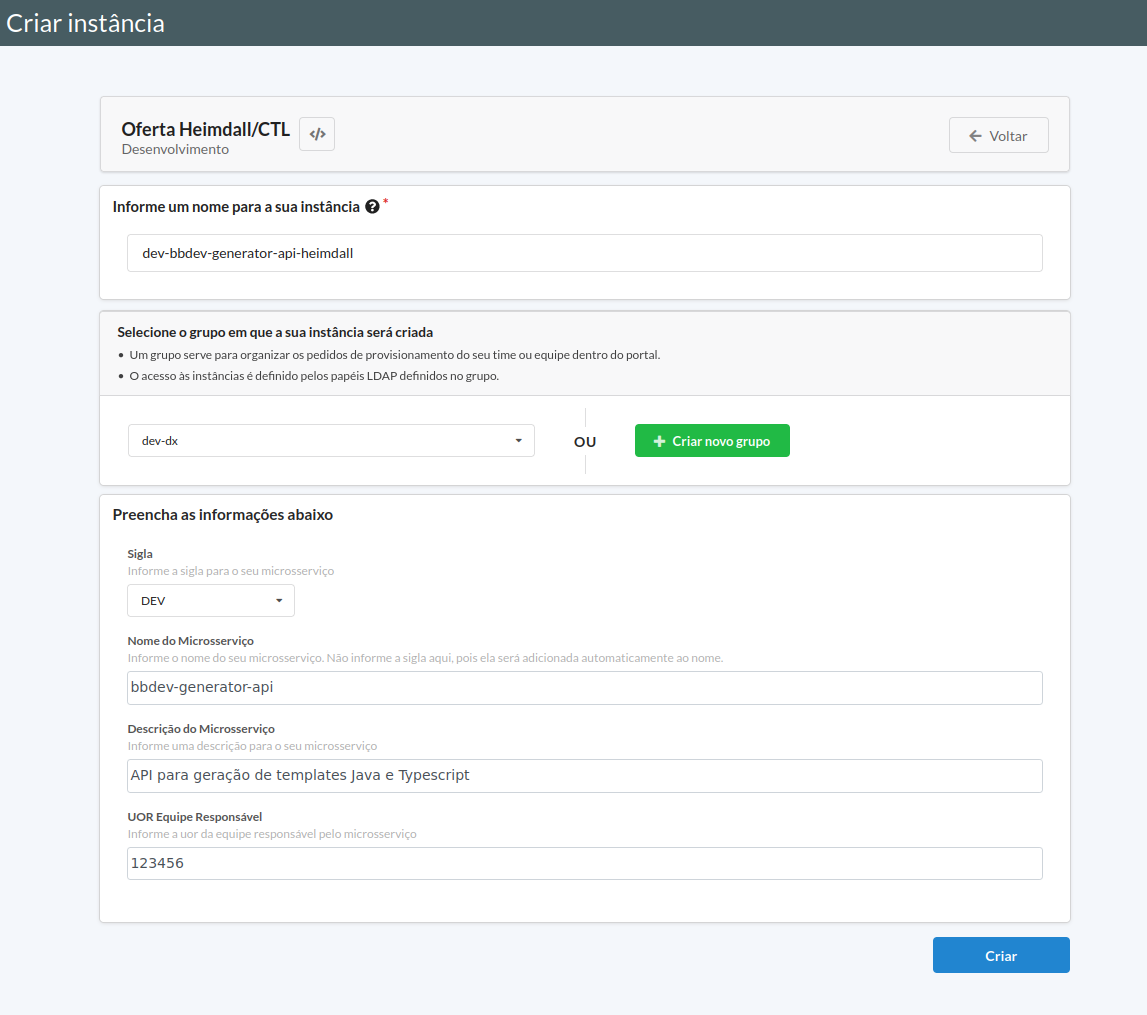 Criar instância
Oferta Heimdall/CTL
Desenvolvimento
Voltar
Informe um nome para a sua instância *
dev-bbdev-generator-api-heimdall
Selecione o grupo em que a sua instância será criada
• Um grupo serve para organizar os pedidos de provisionamento do seu time ou equipe dentro do portal.
• O acesso às instâncias é definido pelos papéis LDAP definidos no grupo.
dev-dx
OU
Criar novo grupo
Preencha as informações abaixo
Sigla
Informe a sigla para o seu microsserviço
DEV
Nome do Microsserviço
Informe o nome do seu microsserviço. Não informe a sigla aqui, pois ela será adicionada automaticamente ao nome.
bbdev-generator-api
Descrição do Microsserviço
Informe uma descrição para o seu microsserviço
API para geração de templates Java e Typescript
UOR Equipe Responsável
Informe a uor da equipe responsável pelo microsserviço
123456
Criar